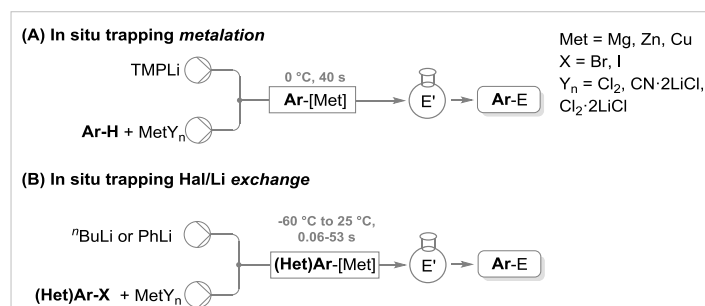 (A) In situ trapping metalation
TMPLi
Ar-H + MetYn
0 °C, 40 s
Ar-[Met]
E'
Ar-E
Met = Mg, Zn, Cu
X = Br, I
Yn = Cl2, CN·2LiCl,
Cl2·2LiCl
(B) In situ trapping Hal/Li exchange
nBuLi or PhLi
(Het)Ar-X + MetYn
-60 °C to 25 °C,
0.06-53 s
(Het)Ar-[Met]
E'
Ar-E